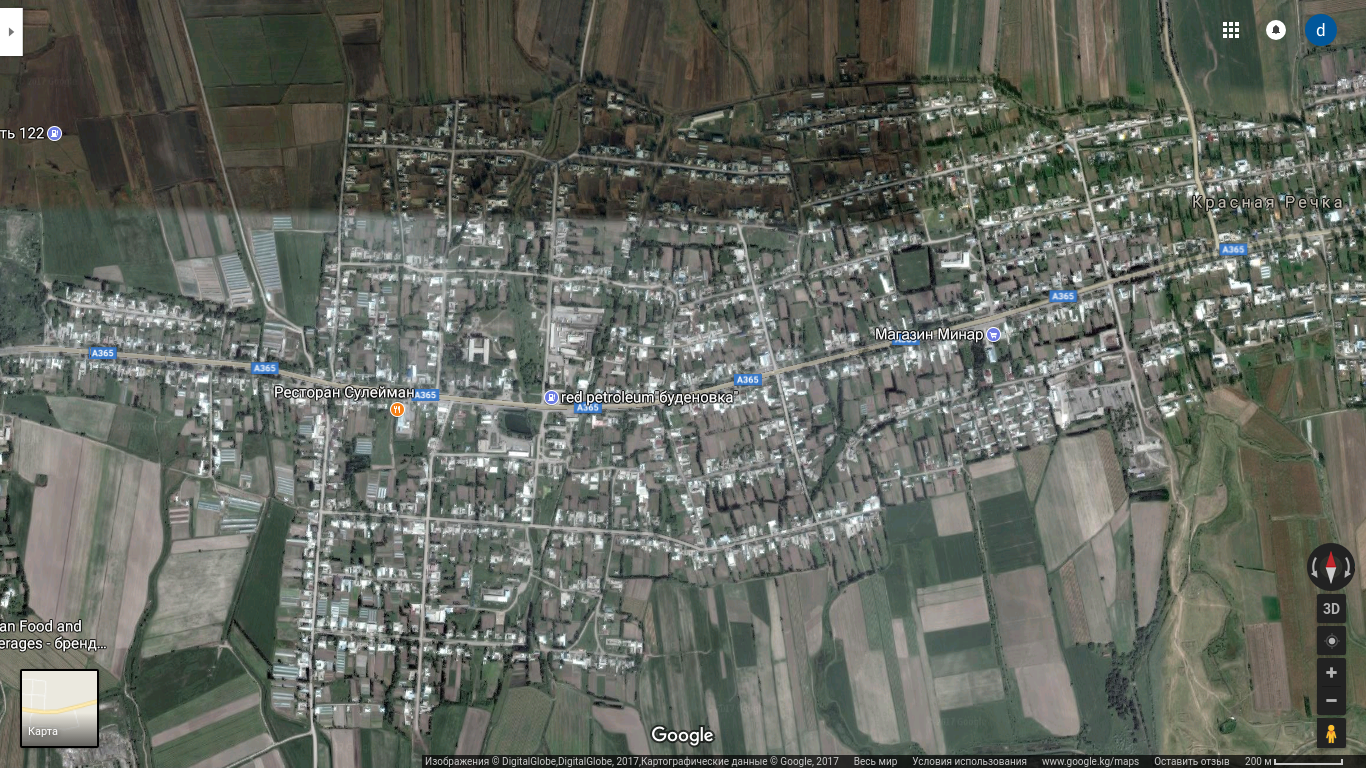 d
ть 122
Красная Речка
A365
A365
Магазин Минар
A365
A365
A365
Ресторан Сулейман
A365
red petroleum"буденовка"
A365
3D
an Food and
erages - бренд...
Карта
Google
Изображения © DigitalGlobe,DigitalGlobe, 2017,Картографические данные © Google, 2017 Весь мир Условия использования www.google.kg/maps Оставить отзыв 200 м